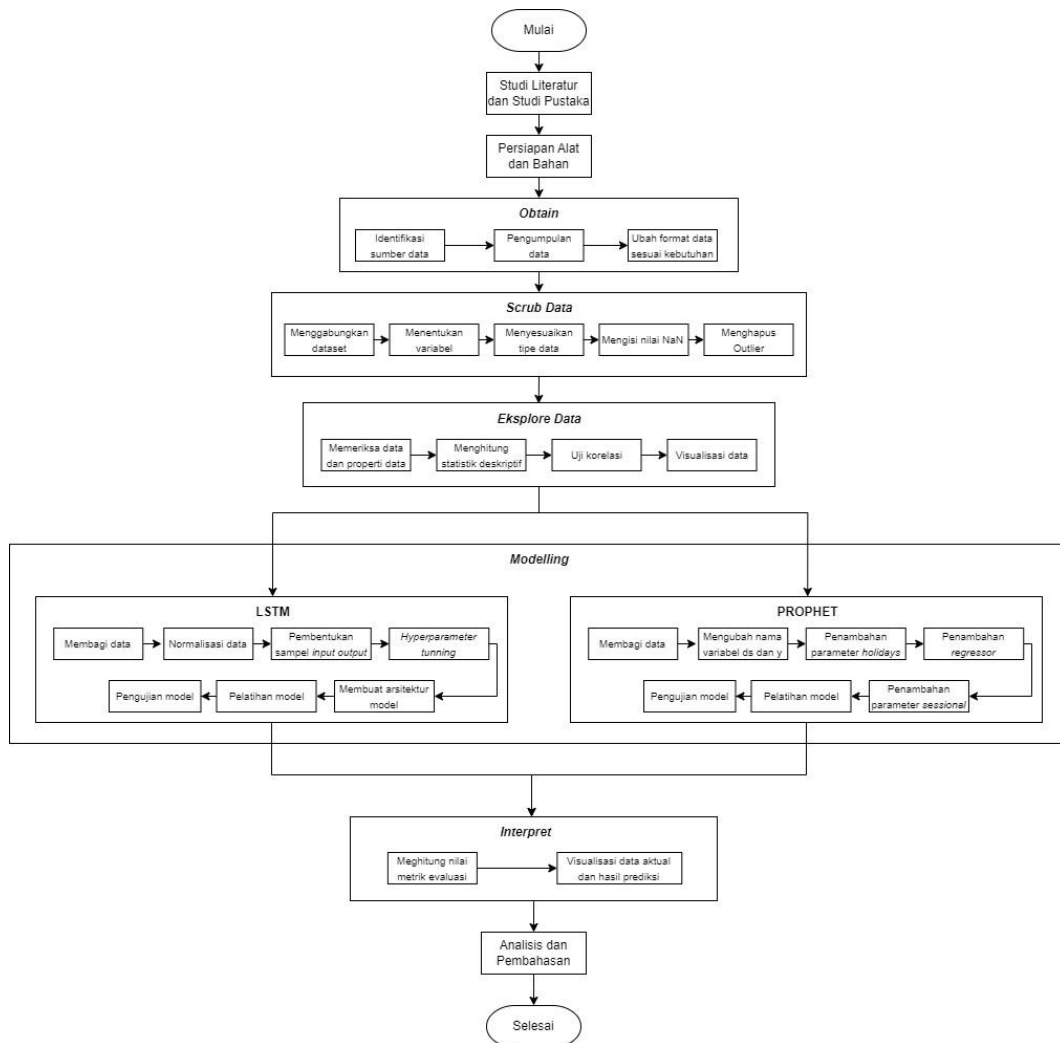 Mulai
Studi Literatur
dan Studi Pustaka
Persiapan Alat
dan Bahan
Obtain
Identifikasi
sumber data
Pengumpulan
data
Ubah format data
sesuai kebutuhan
Scrub Data
Menggabungkan
dataset
Menentukan
variabel
Menyesuaikan
tipe data
Mengisi nilai NaN
Menghapus
Outlier
Eksplore Data
Memeriksa data
dan properti data
Menghitung
statistik deskriptif
Uji korelasi
Visualisasi data
Modelling
LSTM
Membagi data
Normalisasi data
Pembentukan
sampel input output
Hyperparameter
tunning
Membuat arsitektur
model
Pelatihan model
Pengujian model
PROPHET
Membagi data
Mengubah nama
variabel ds dan y
Penambahan
parameter holidays
Penambahan
regressor
Penambahan
parameter sessional
Pelatihan model
Pengujian model
Interpret
Meghitung nilai
metrik evaluasi
Visualisasi data aktual
dan hasil prediksi
Analisis dan
Pembahasan
Selesai